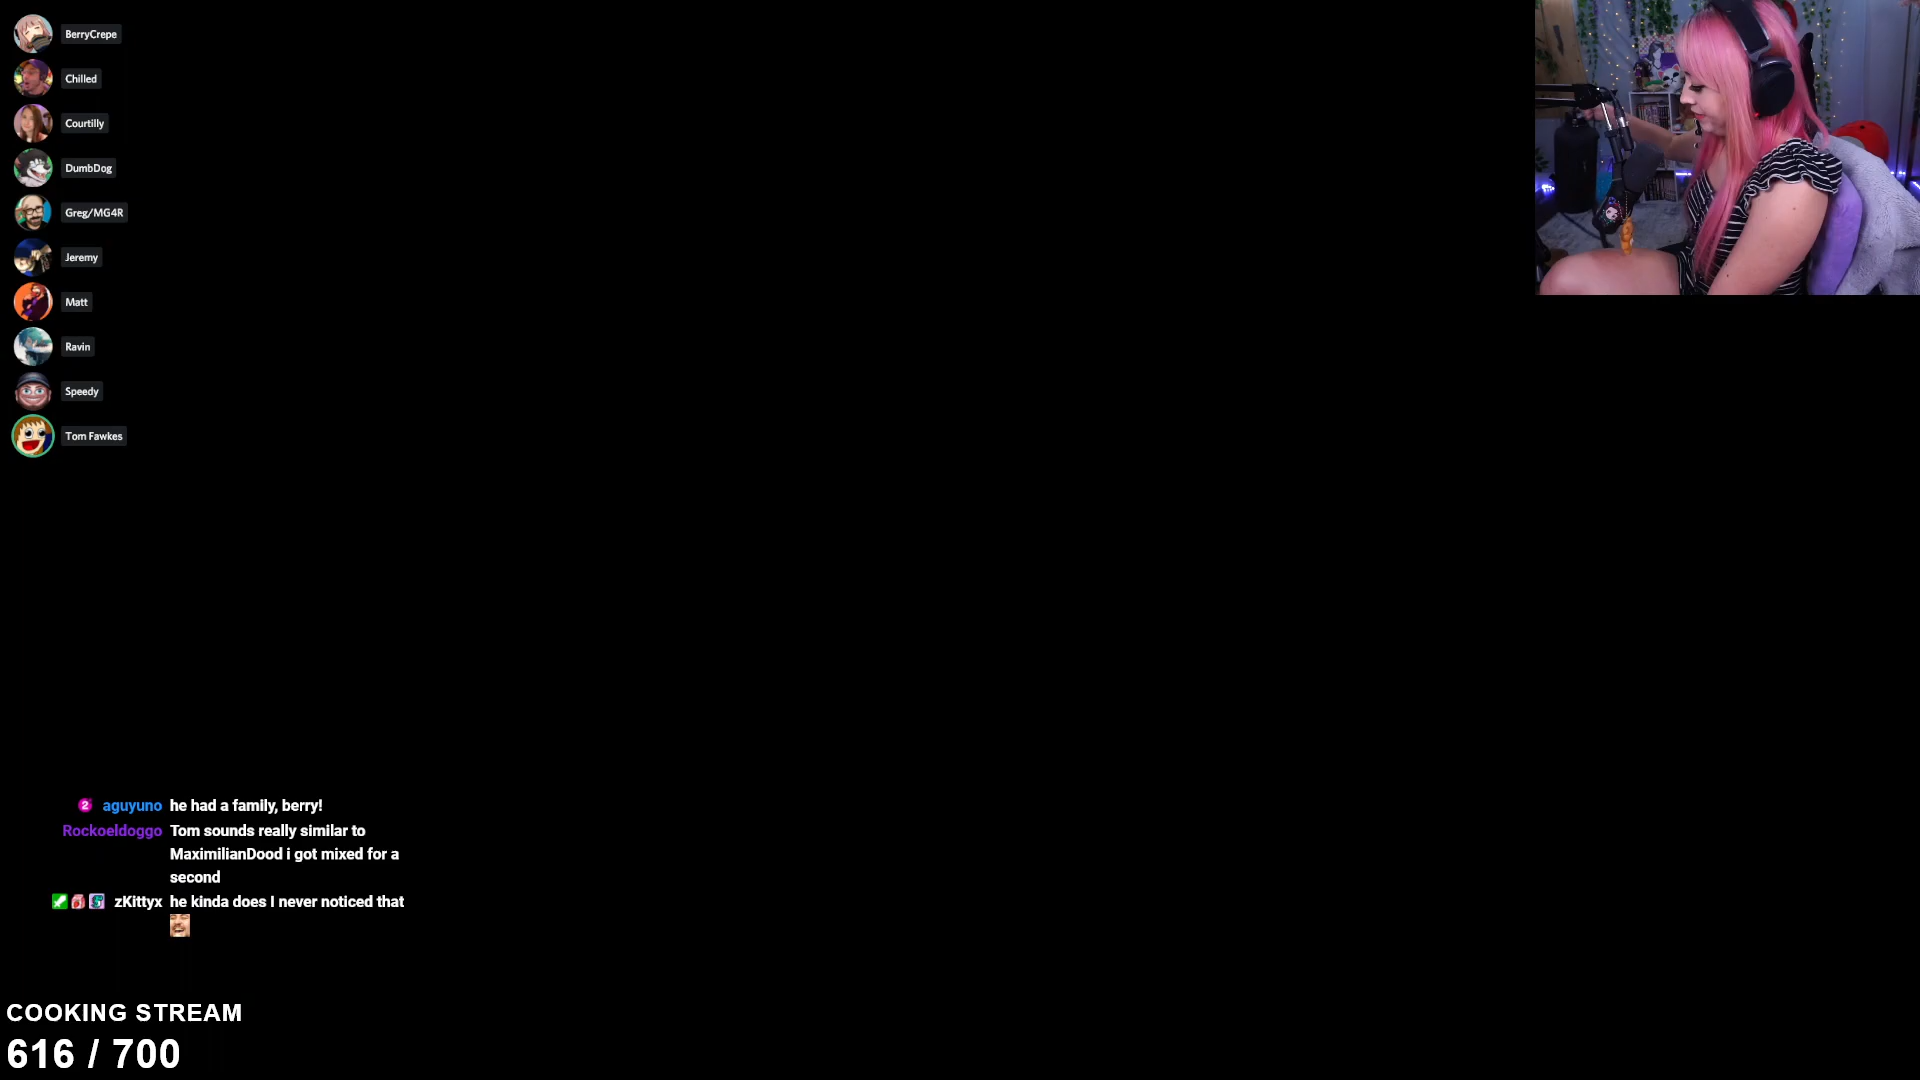 BerryCrepe
Chilled
Courtilly
DumbDog
Greg/MG4R
Jeremy
Matt
Ravin
Speedy
Tom Fawkes
2 aguyuno he had a family, berry!
Rockoeldoggo Tom sounds really similar to
MaximilianDood i got mixed for a
second
zKittyx he kinda does I never noticed that
COOKING STREAM
616 / 700